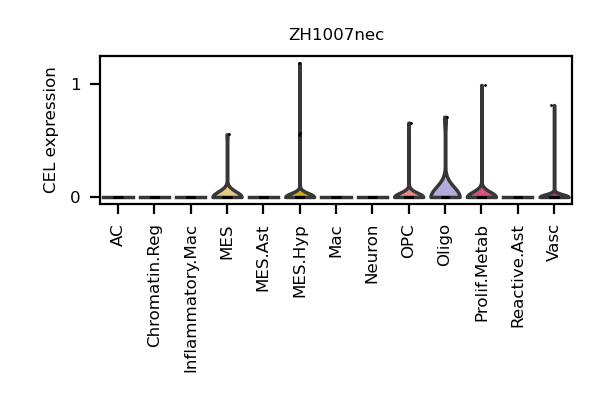 ZH1007nec
CEL expression
1
0
AC
Chromatin.Reg
Inflammatory.Mac
MES
MES.Ast
MES.Hyp
Mac
Neuron
OPC
Oligo
Prolif.Metab
Reactive.Ast
Vasc